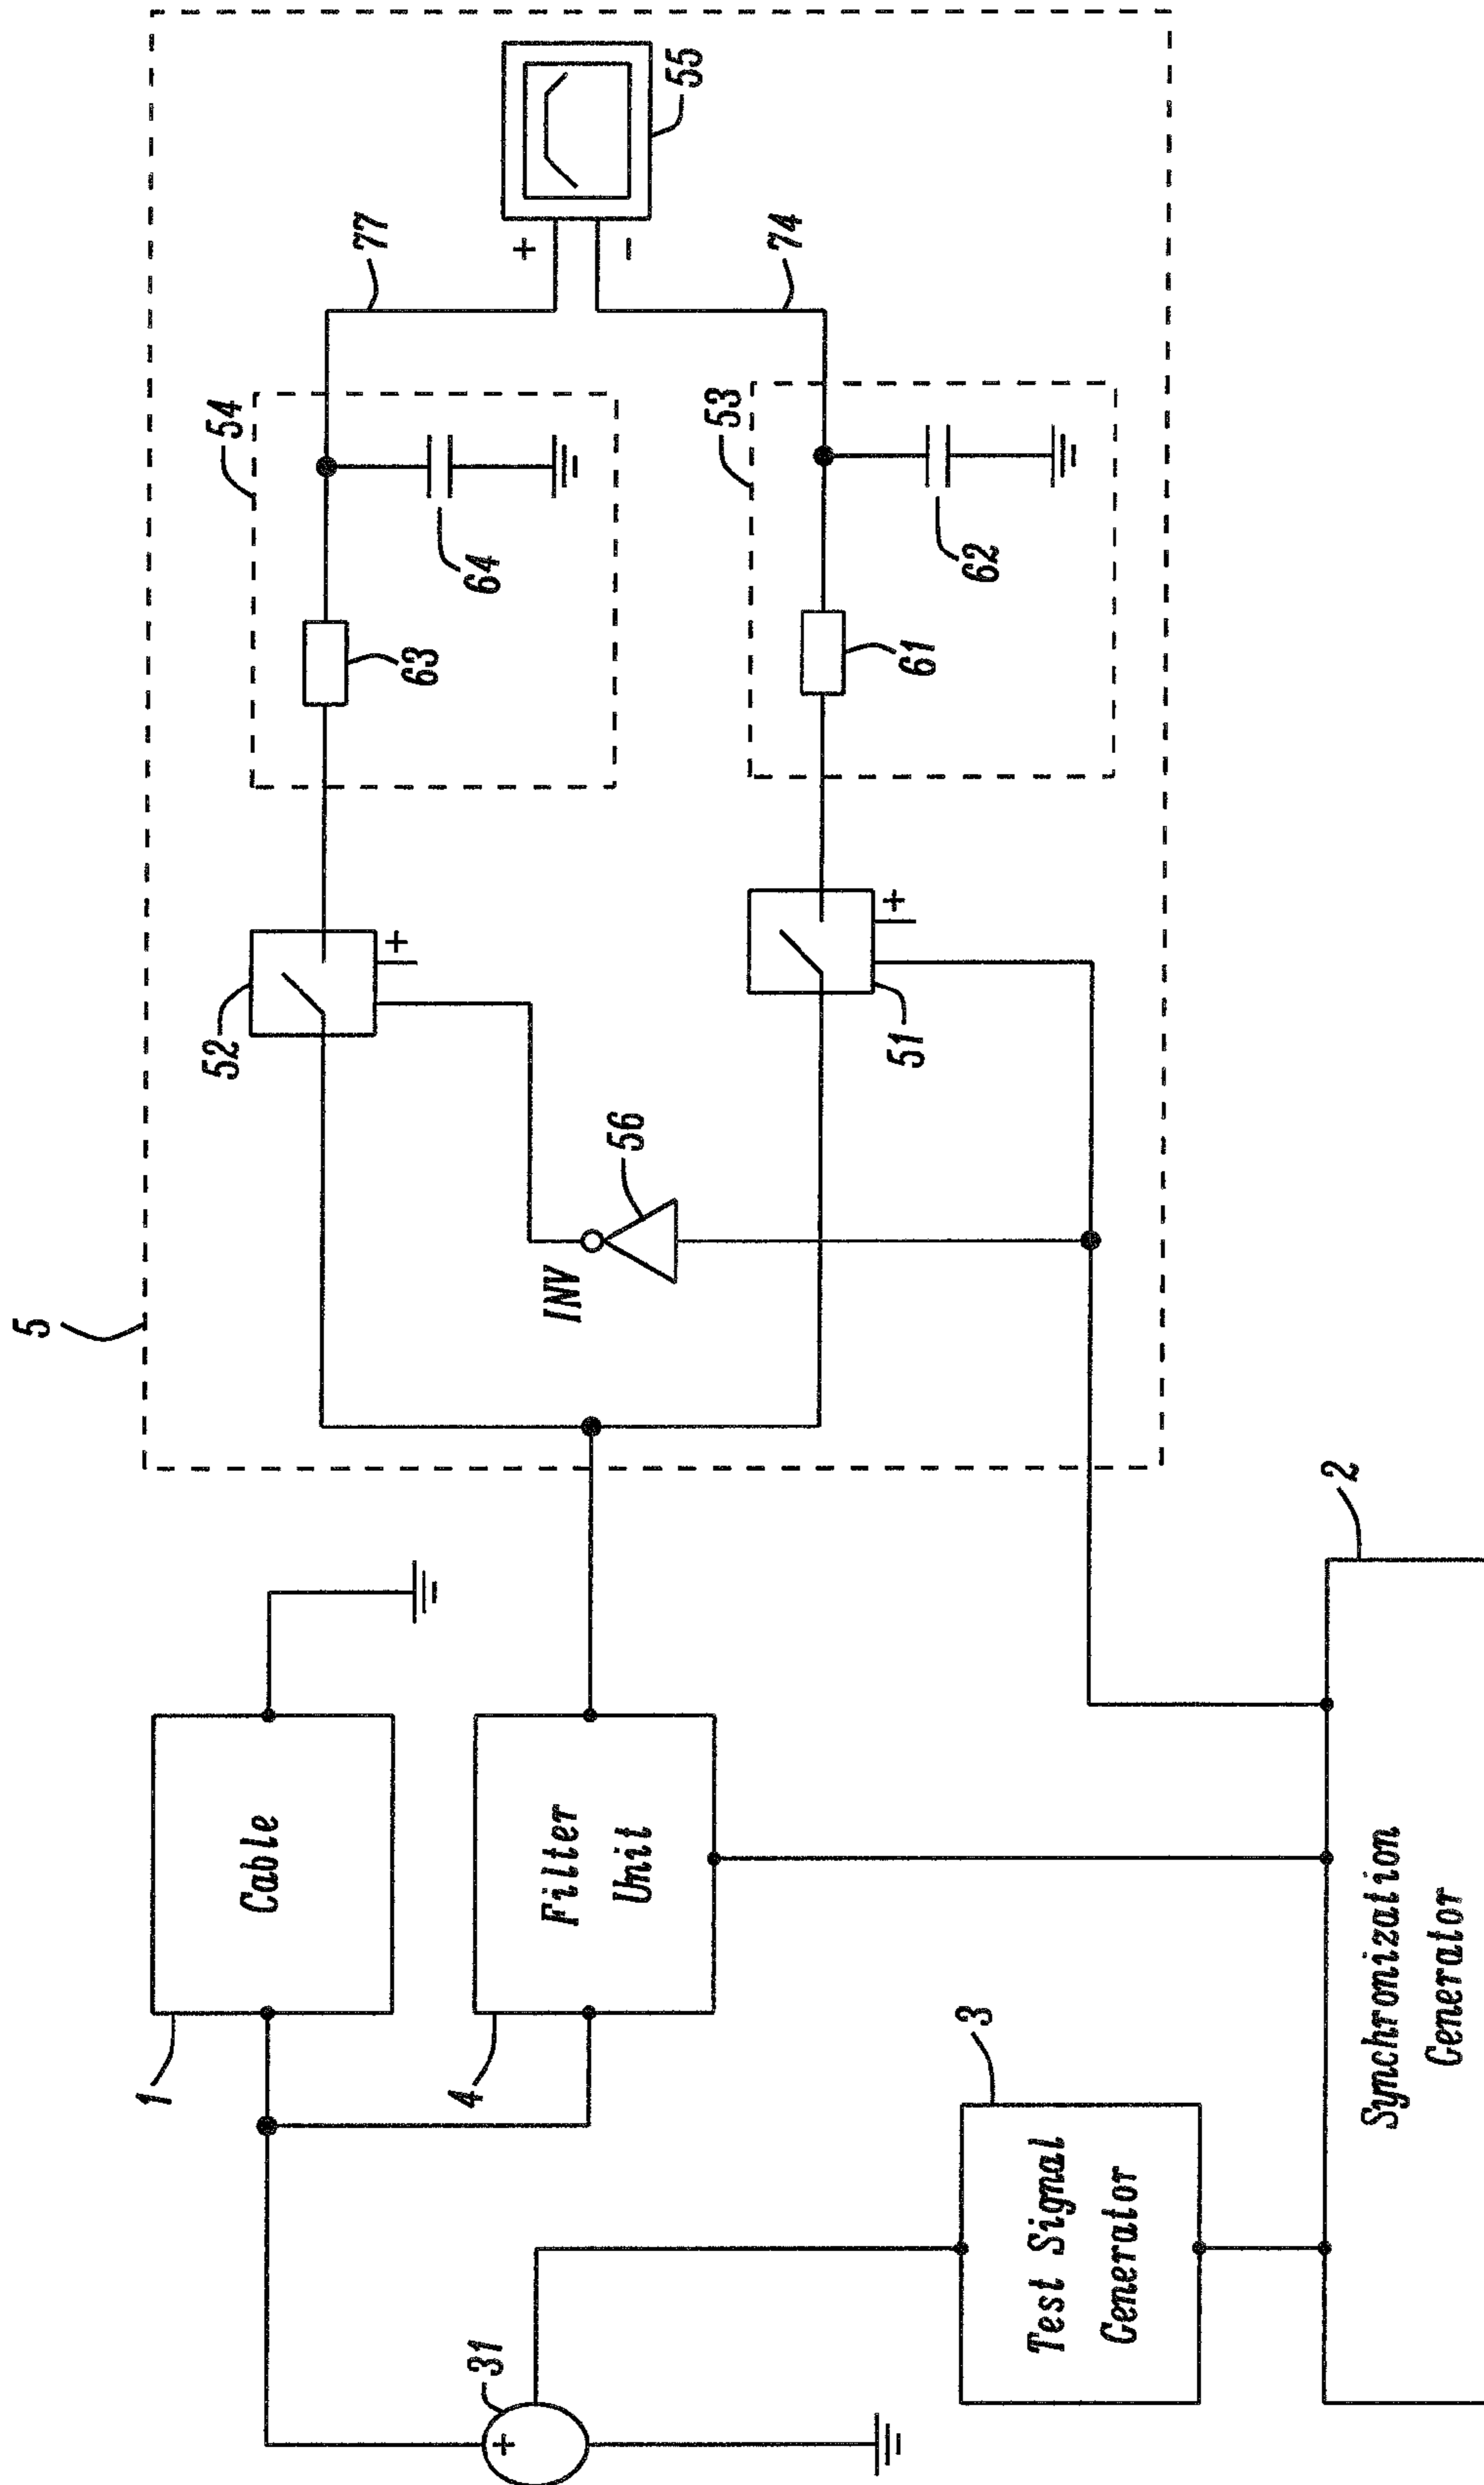 5
52
54
77
+
-
55
+
63
64
INV
56
51
+
53
61
62
74
1
Cable
4
Filter
Unit
31
+
3
Test Signal
Generator
2
Synchronization
Generator